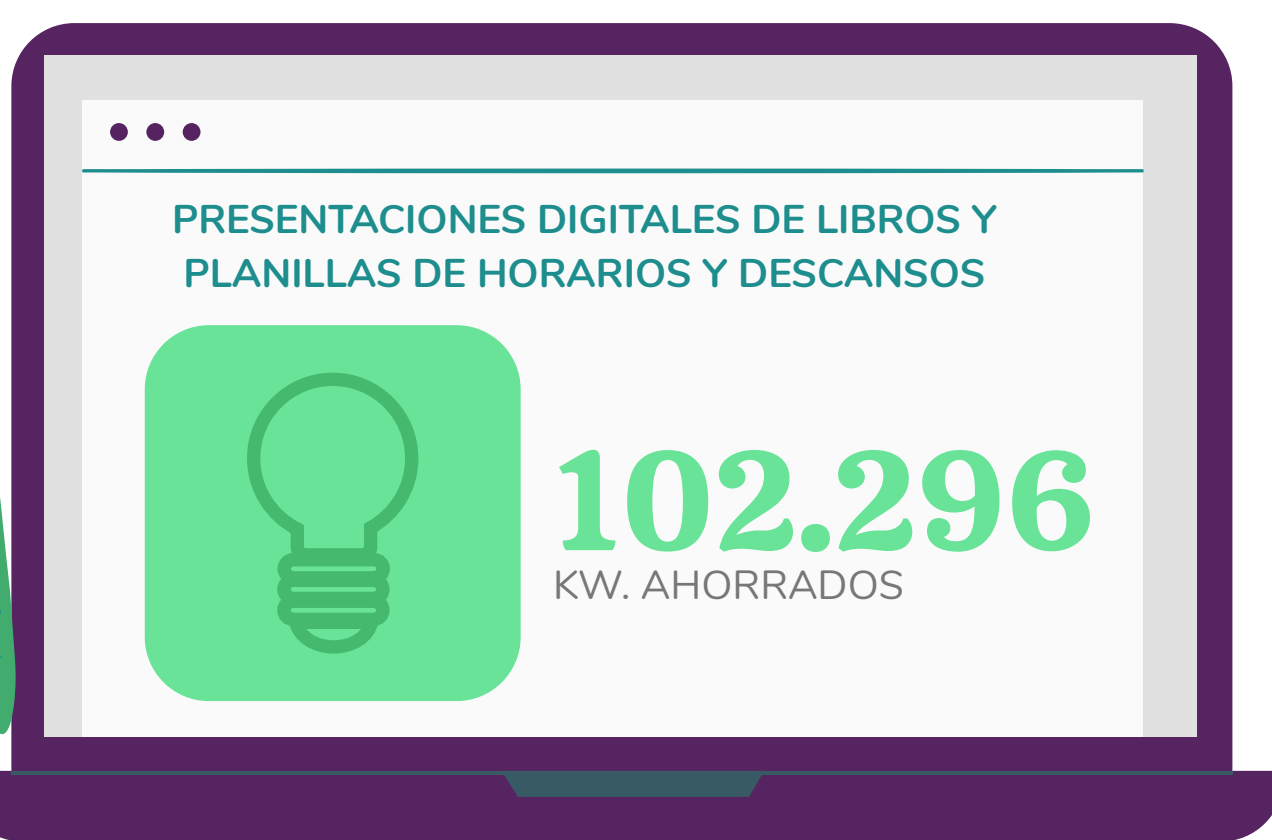 PRESENTACIONES DIGITALES DE LIBROS Y
PLANILLAS DE HORARIOS Y DESCANSOS
102.296
KW. AHORRADOS